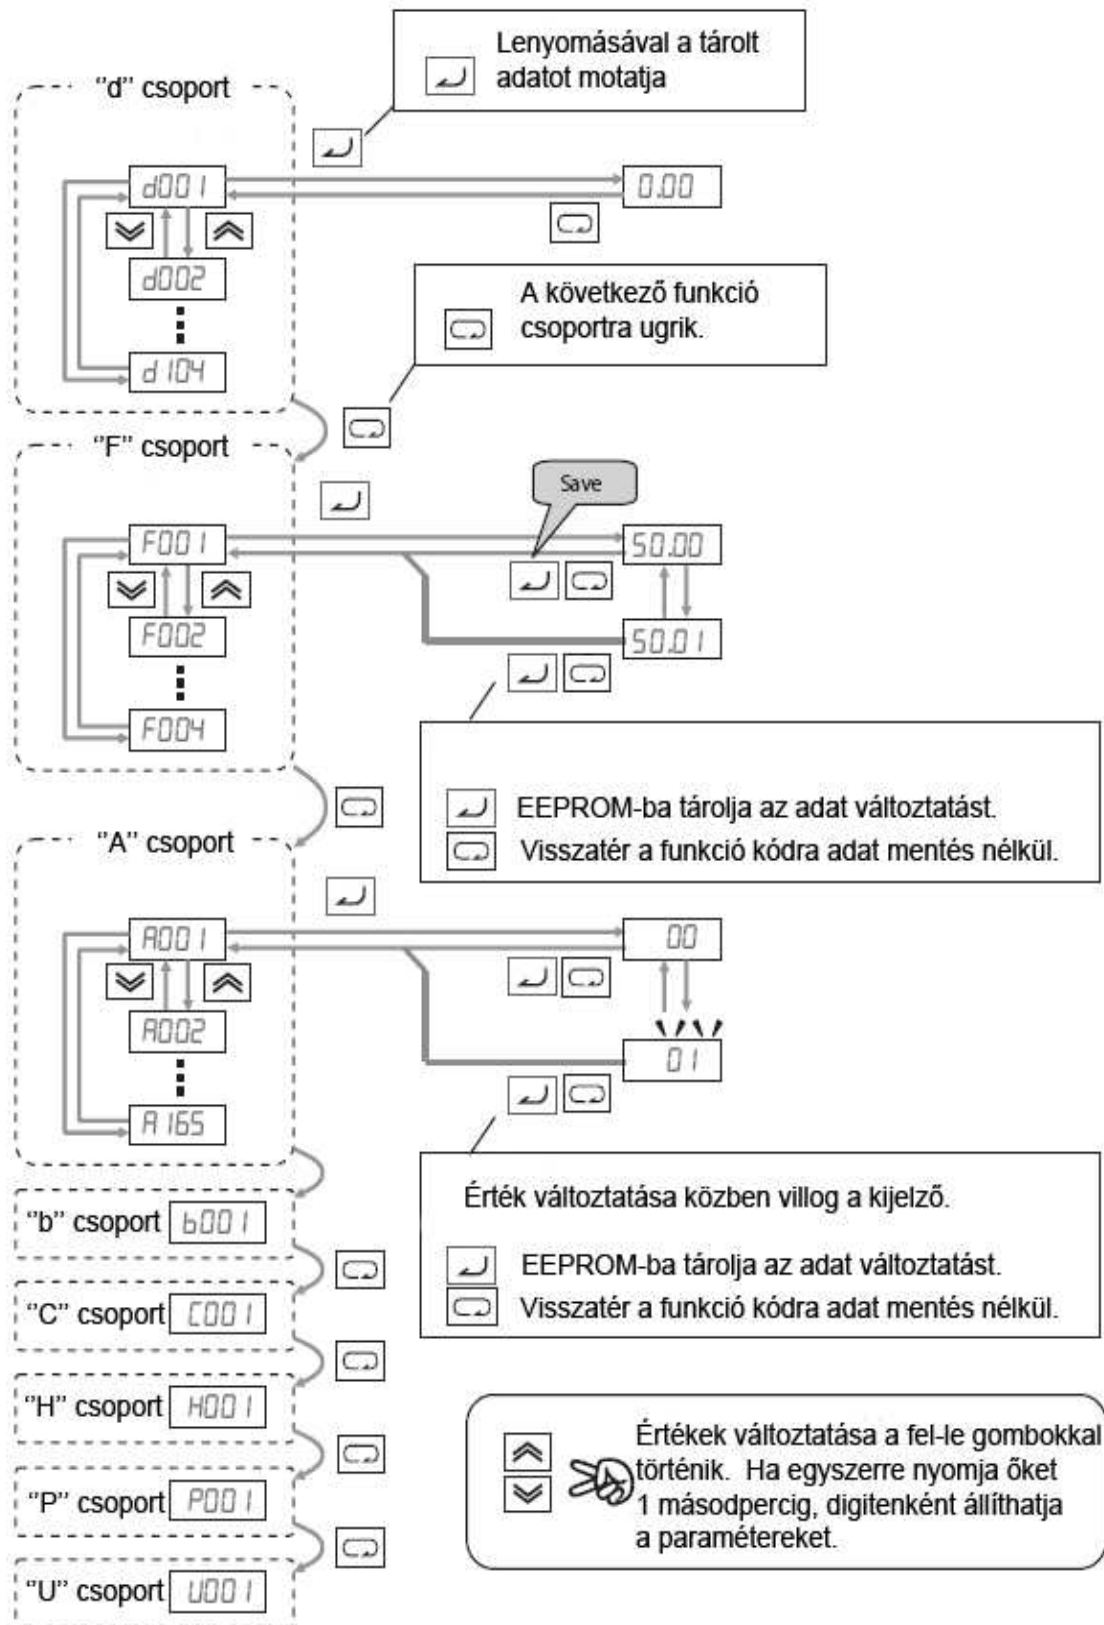 Lenyomásával a tárolt
adatot motatja
"d" csoport
d001
0.00
d002
d104
A következő funkció
csoportra ugrik.
"F" csoport
Save
F001
50.00
F002
50.01
F004
EEPROM-ba tárolja az adat változtatást.
Visszatér a funkció kódra adat mentés nélkül.
"A" csoport
A001
00
A002
01
A165
Érték változtatása közben villog a kijelző.
EEPROM-ba tárolja az adat változtatást.
Visszatér a funkció kódra adat mentés nélkül.
"b" csoport b001
"C" csoport C001
"H" csoport H001
"P" csoport P001
"U" csoport U001
Értékek változtatása a fel-le gombokkal
történik. Ha egyszerre nyomja őket
1 másodpercig, digitenként állíthatja
a paramétereket.